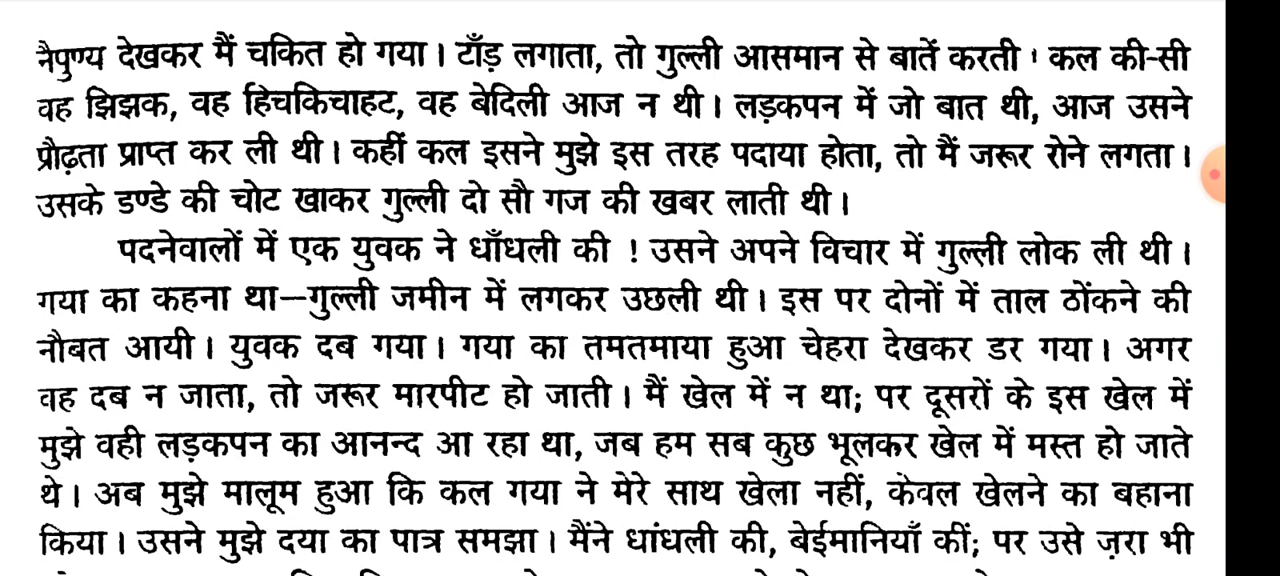 नैपुण्य देखकर मैं चकित हो गया। टाँड़ लगाता, तो गुल्ली आसमान से बातें करती। कल की-सी
वह झिझक, वह हिचकिचाहट, वह बेदिली आज न थी। लड़कपन में जो बात थी, आज उसने
प्रौढ़ता प्राप्त कर ली थी। कहीं कल इसने मुझे इस तरह पदाया होता, तो मैं जरूर रोने लगता।
उसके डण्डे की चोट खाकर गुल्ली दो सौ गज की खबर लाती थी।
पदनेवालों में एक युवक ने धाँधली की ! उसने अपने विचार में गुल्ली लोक ली थी।
गया का कहना था—गुल्ली जमीन में लगकर उछली थी। इस पर दोनों में ताल ठोंकने की
नौबत आयी। युवक दब गया। गया का तमतमाया हुआ चेहरा देखकर डर गया। अगर
वह दब न जाता, तो जरूर मारपीट हो जाती। मैं खेल में न था; पर दूसरों के इस खेल में
मुझे वही लड़कपन का आनन्द आ रहा था, जब हम सब कुछ भूलकर खेल में मस्त हो जाते
थे। अब मुझे मालूम हुआ कि कल गया ने मेरे साथ खेला नहीं, केवल खेलने का बहाना
किया। उसने मुझे दया का पात्र समझा। मैंने धांधली की, बेईमानियाँ कीं; पर उसे ज़रा भी